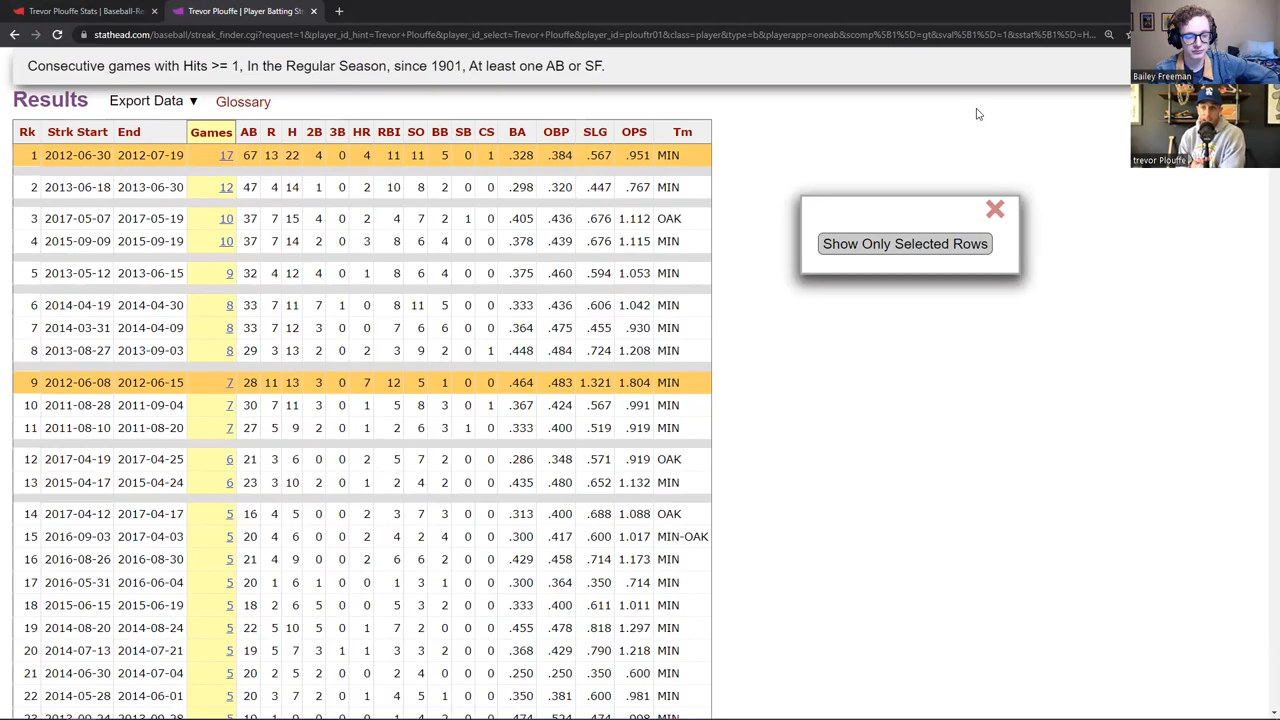 Trevor Plouffe Stats | Baseball-Re × Trevor Plouffe | Player Batting St × +
stathead.com/baseball/streak_finder.cgi?request=1&player_id_hint=Trevor+Plouffe&player_id_select=Trevor+Plouffe&player_id=plouftr01&class=player&type=b&playerapp=oneab&scomp%5B1%5D=gt&sval%5B1%5D=1&sstat%5B1%5D=H...
Consecutive games with Hits >= 1, In the Regular Season, since 1901, At least one AB or SF.
Results Export Data ▼ Glossary
Rk Strk Start End Games AB R H 2B 3B HR RBI SO BB SB CS BA OBP SLG OPS Tm
1 2012-06-30 2012-07-19 17 67 13 22 4 0 4 11 11 5 0 1 .328 .384 .567 .951 MIN
2 2013-06-18 2013-06-30 12 47 4 14 1 0 2 10 8 2 0 0 .298 .320 .447 .767 MIN
3 2017-05-07 2017-05-19 10 37 7 15 4 0 2 4 7 2 1 0 .405 .436 .676 1.112 OAK
4 2015-09-09 2015-09-19 10 37 7 14 2 0 3 8 6 4 0 0 .378 .439 .676 1.115 MIN
5 2013-05-12 2013-06-15 9 32 4 12 4 0 1 8 6 4 0 0 .375 .460 .594 1.053 MIN
6 2014-04-19 2014-04-30 8 33 7 11 7 1 0 8 11 5 0 0 .333 .436 .606 1.042 MIN
7 2014-03-31 2014-04-09 8 33 7 12 3 0 0 7 6 6 0 0 .364 .475 .455 .930 MIN
8 2013-08-27 2013-09-03 8 29 3 13 2 0 2 3 9 2 0 1 .448 .484 .724 1.208 MIN
9 2012-06-08 2012-06-15 7 28 11 13 3 0 7 12 5 1 0 0 .464 .483 1.321 1.804 MIN
10 2011-08-28 2011-09-04 7 30 7 11 3 0 1 5 8 3 0 1 .367 .424 .567 .991 MIN
11 2011-08-10 2011-08-20 7 27 5 9 2 0 1 2 6 3 1 0 .333 .400 .519 .919 MIN
12 2017-04-19 2017-04-25 6 21 3 6 0 0 2 5 7 2 0 0 .286 .348 .571 .919 OAK
13 2015-04-17 2015-04-24 6 23 3 10 2 0 1 2 2 2 0 0 .435 .480 .652 1.132 MIN
14 2017-04-12 2017-04-17 5 16 4 5 0 0 2 3 7 3 0 0 .313 .400 .688 1.088 OAK
15 2016-09-03 2017-04-03 5 20 4 6 0 0 2 4 2 4 0 0 .300 .417 .600 1.017 MIN-OAK
16 2016-08-26 2016-08-30 5 21 4 9 0 0 2 6 6 2 0 0 .429 .458 .714 1.173 MIN
17 2016-05-31 2016-06-04 5 20 1 6 1 0 0 1 3 1 0 0 .300 .364 .350 .714 MIN
18 2015-06-15 2015-06-19 5 18 2 6 5 0 0 5 3 2 0 0 .333 .400 .611 1.011 MIN
19 2014-08-20 2014-08-24 5 22 5 10 5 0 1 7 2 0 0 0 .455 .478 .818 1.297 MIN
20 2014-07-13 2014-07-21 5 19 5 7 3 1 1 3 3 2 0 0 .368 .429 .790 1.218 MIN
21 2014-06-30 2014-07-04 5 20 2 5 2 0 0 0 2 4 0 0 .250 .250 .350 .600 MIN
22 2014-05-28 2014-06-01 5 20 3 7 2 0 1 4 5 1 0 0 .350 .381 .600 .981 MIN
Show Only Selected Rows
Bailey Freeman
trevor Plouffe